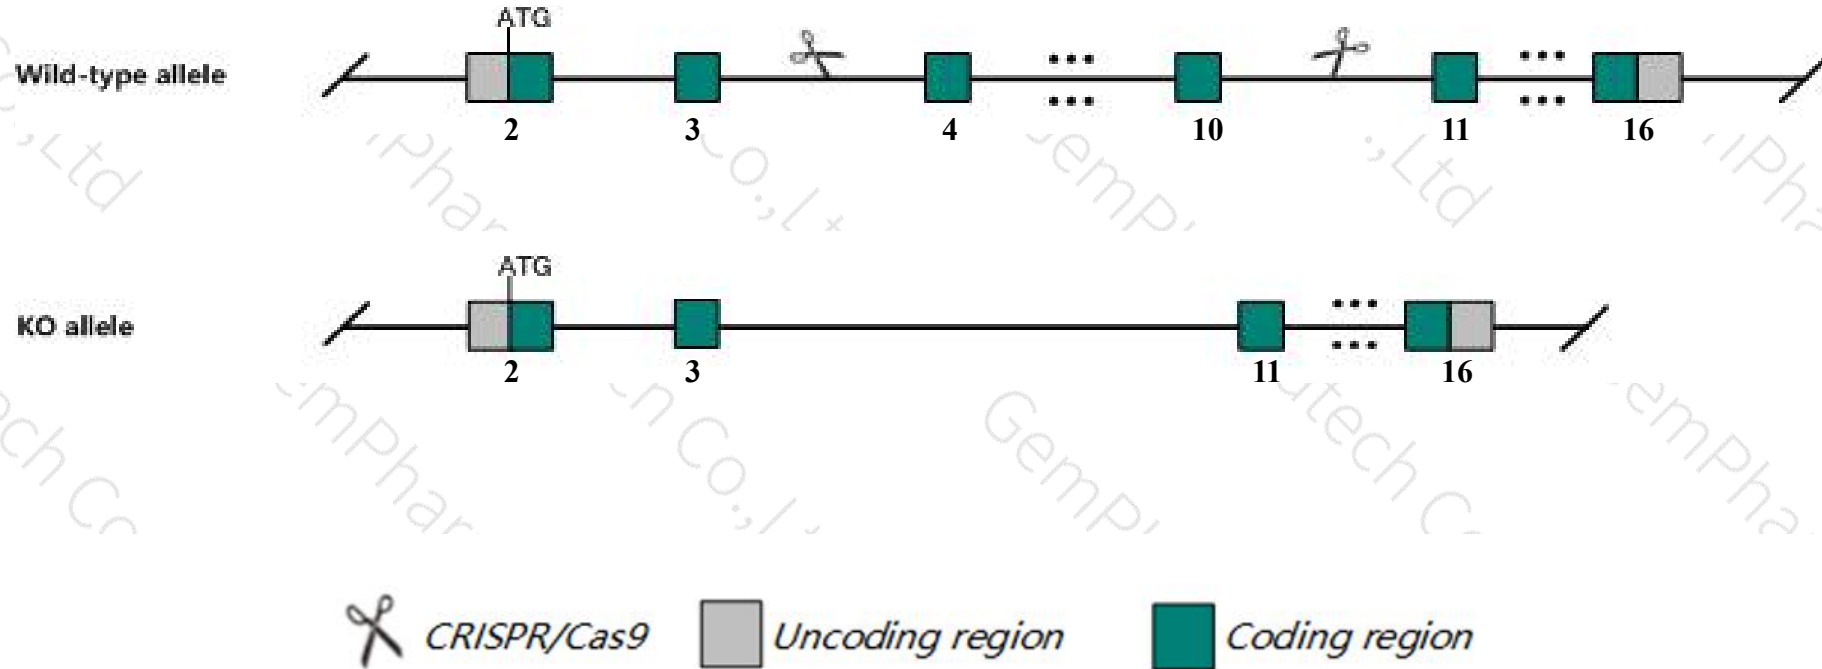 ATG
Wild-type allele
2 3 4 10 11 16
ATG
KO allele
2 3 11 16
CRISPR/Cas9 Uncoding region Coding region
GemPh